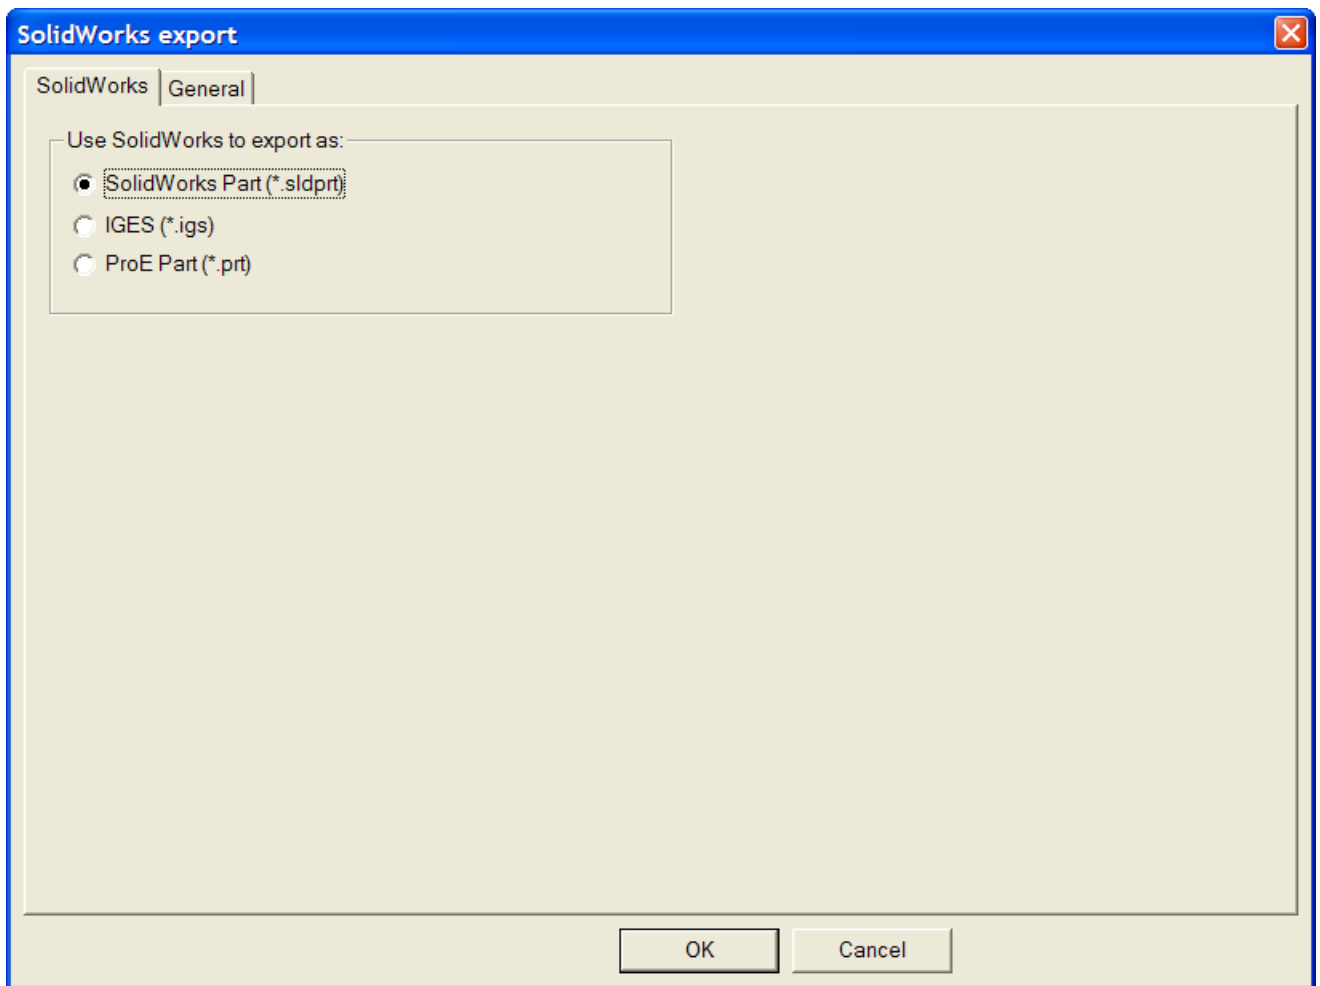 SolidWorks export
SolidWorks General
Use SolidWorks to export as:
SolidWorks Part (*.sldprt)
IGES (*.igs)
ProE Part (*.prt)
OK Cancel